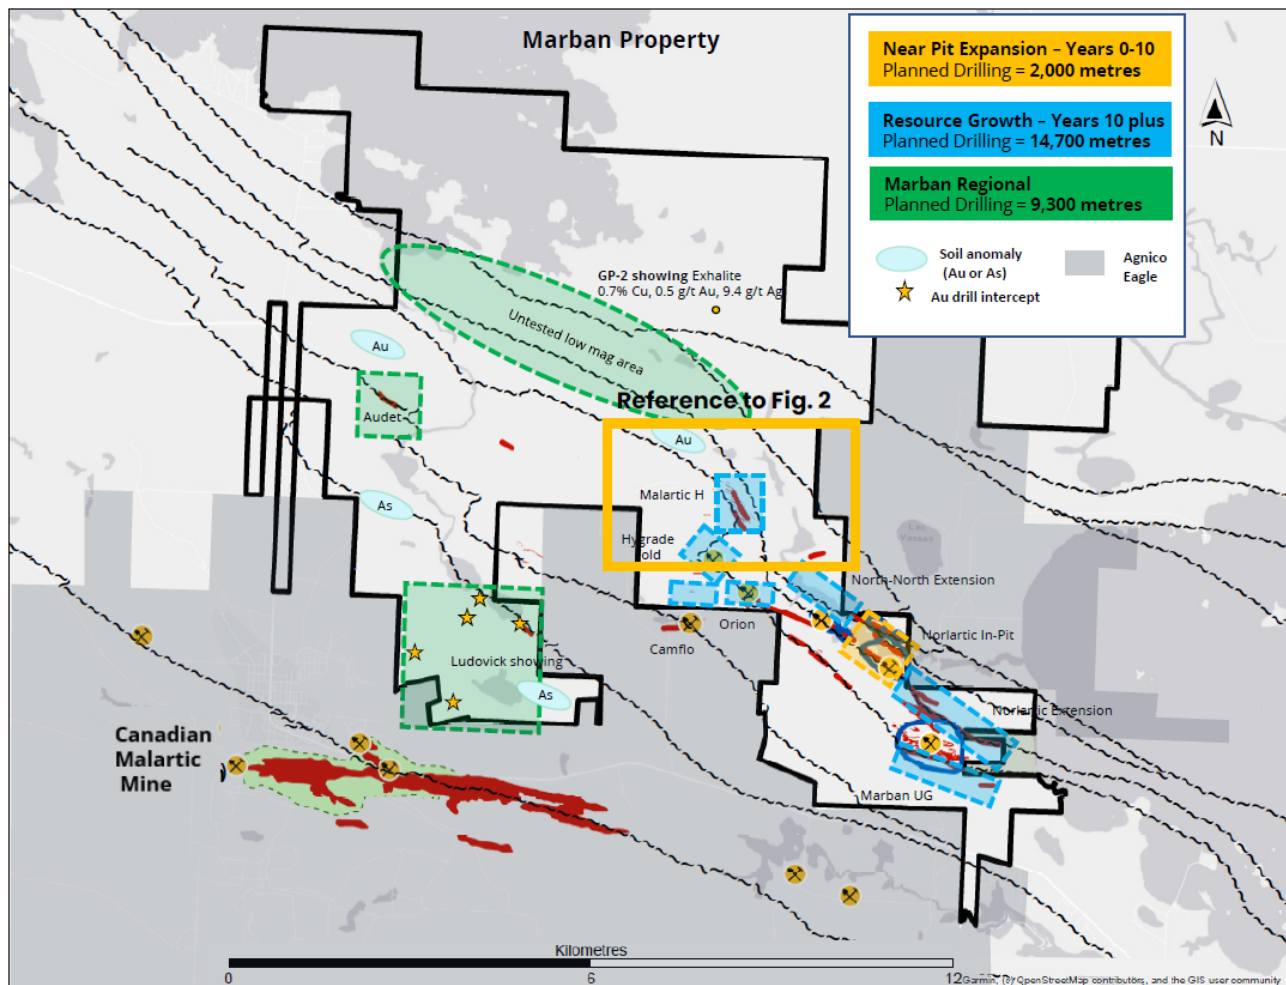 Marban Property
Near Pit Expansion – Years 0-10
Planned Drilling = 2,000 metres
Resource Growth – Years 10 plus
Planned Drilling = 14,700 metres
Marban Regional
Planned Drilling = 9,300 metres
Soil anomaly
(Au or As)
Agnico
Eagle
Au drill intercept
N
GP-2 showing Exhalite
0.7% Cu, 0.5 g/t Au, 9.4 g/t Ag
Untested low mag area
Au
Audet
Reference to Fig. 2
Au
As
Malartic H
Hygrade
old
Lac
North-North Extension
Orion
Camflo
Norlartic In-Pit
Ludovick showing
As
Norlartic Extension
Canadian
Malartic
Mine
Marban UG
Kilometres
0
6
12
Garmin, (c) OpenStreetMap contributors, and the GIS user community